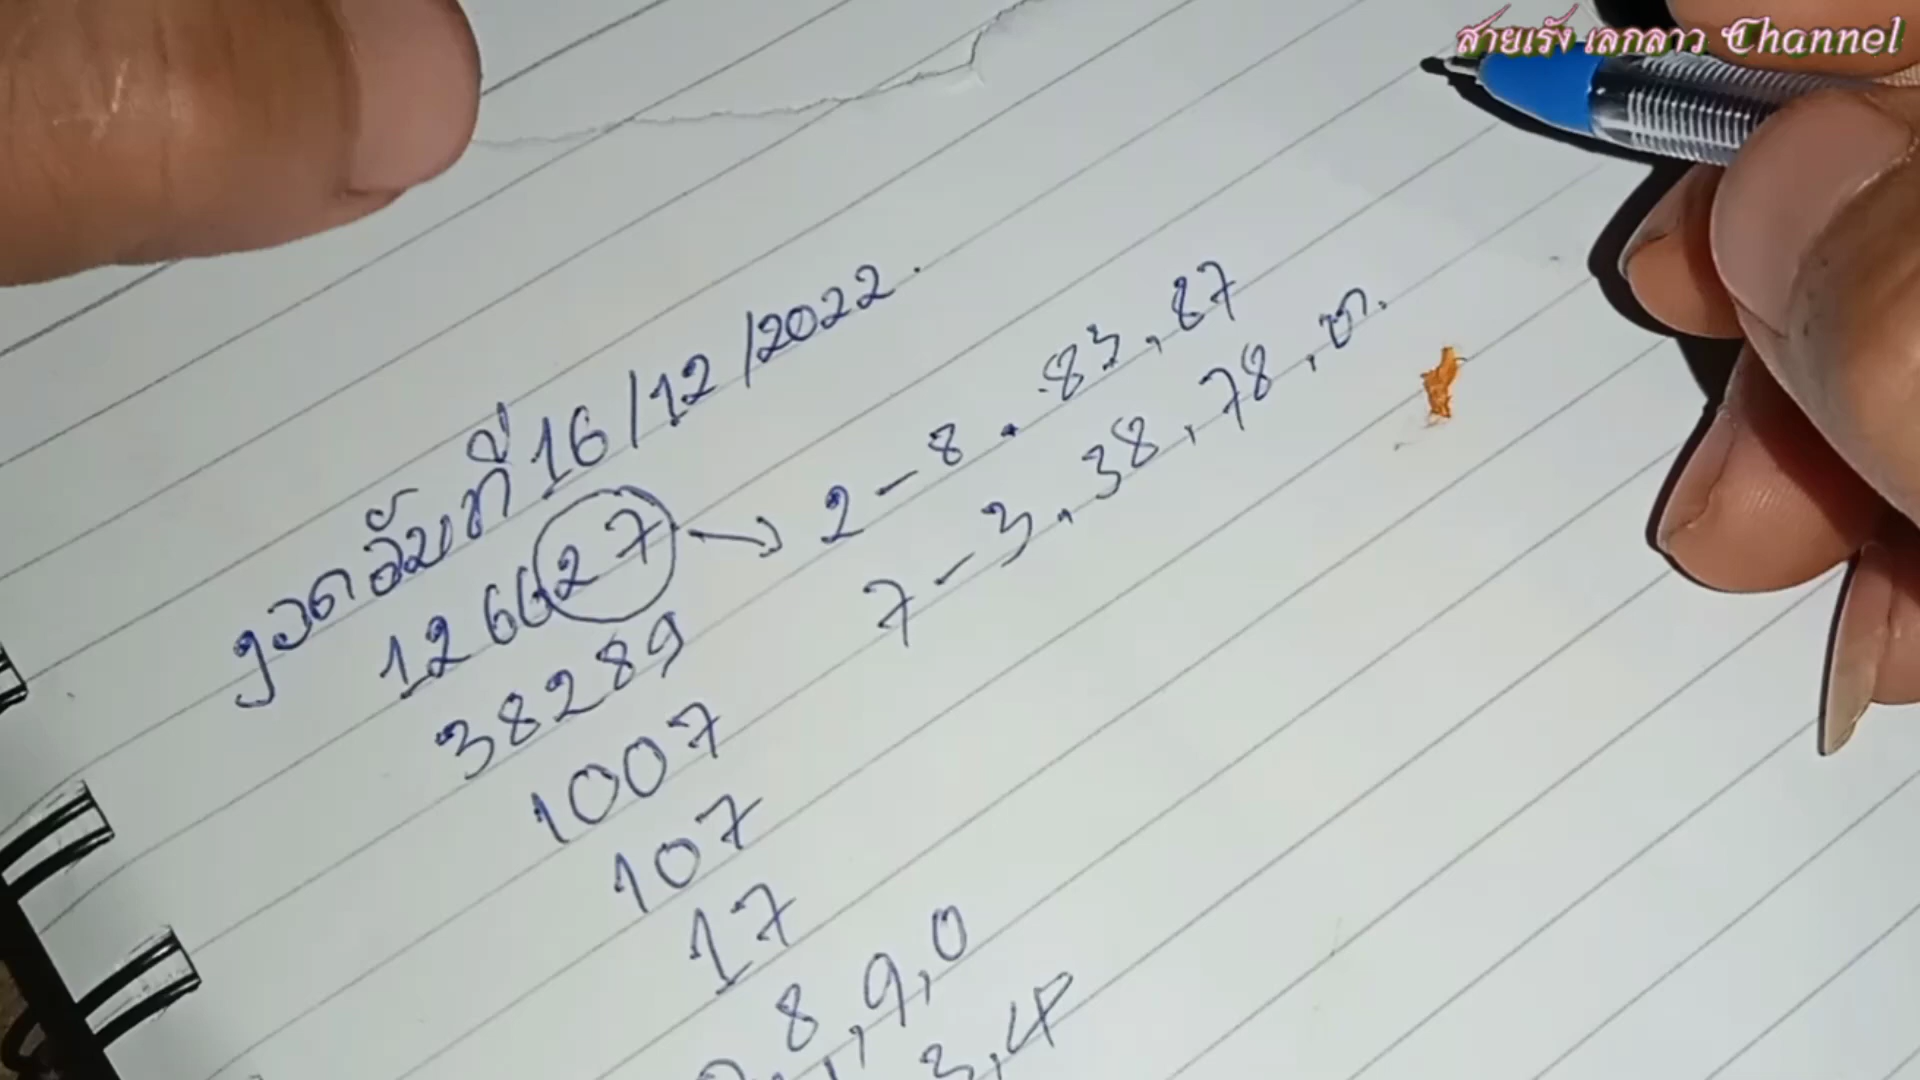 สายเร้ง เลกลาว Channel
งวดวันที่ 16/12/2022.
126627 → 2-8. 83, 87
7-3, 38, 78,
38289
1007
107
17
8,9,0
3,4